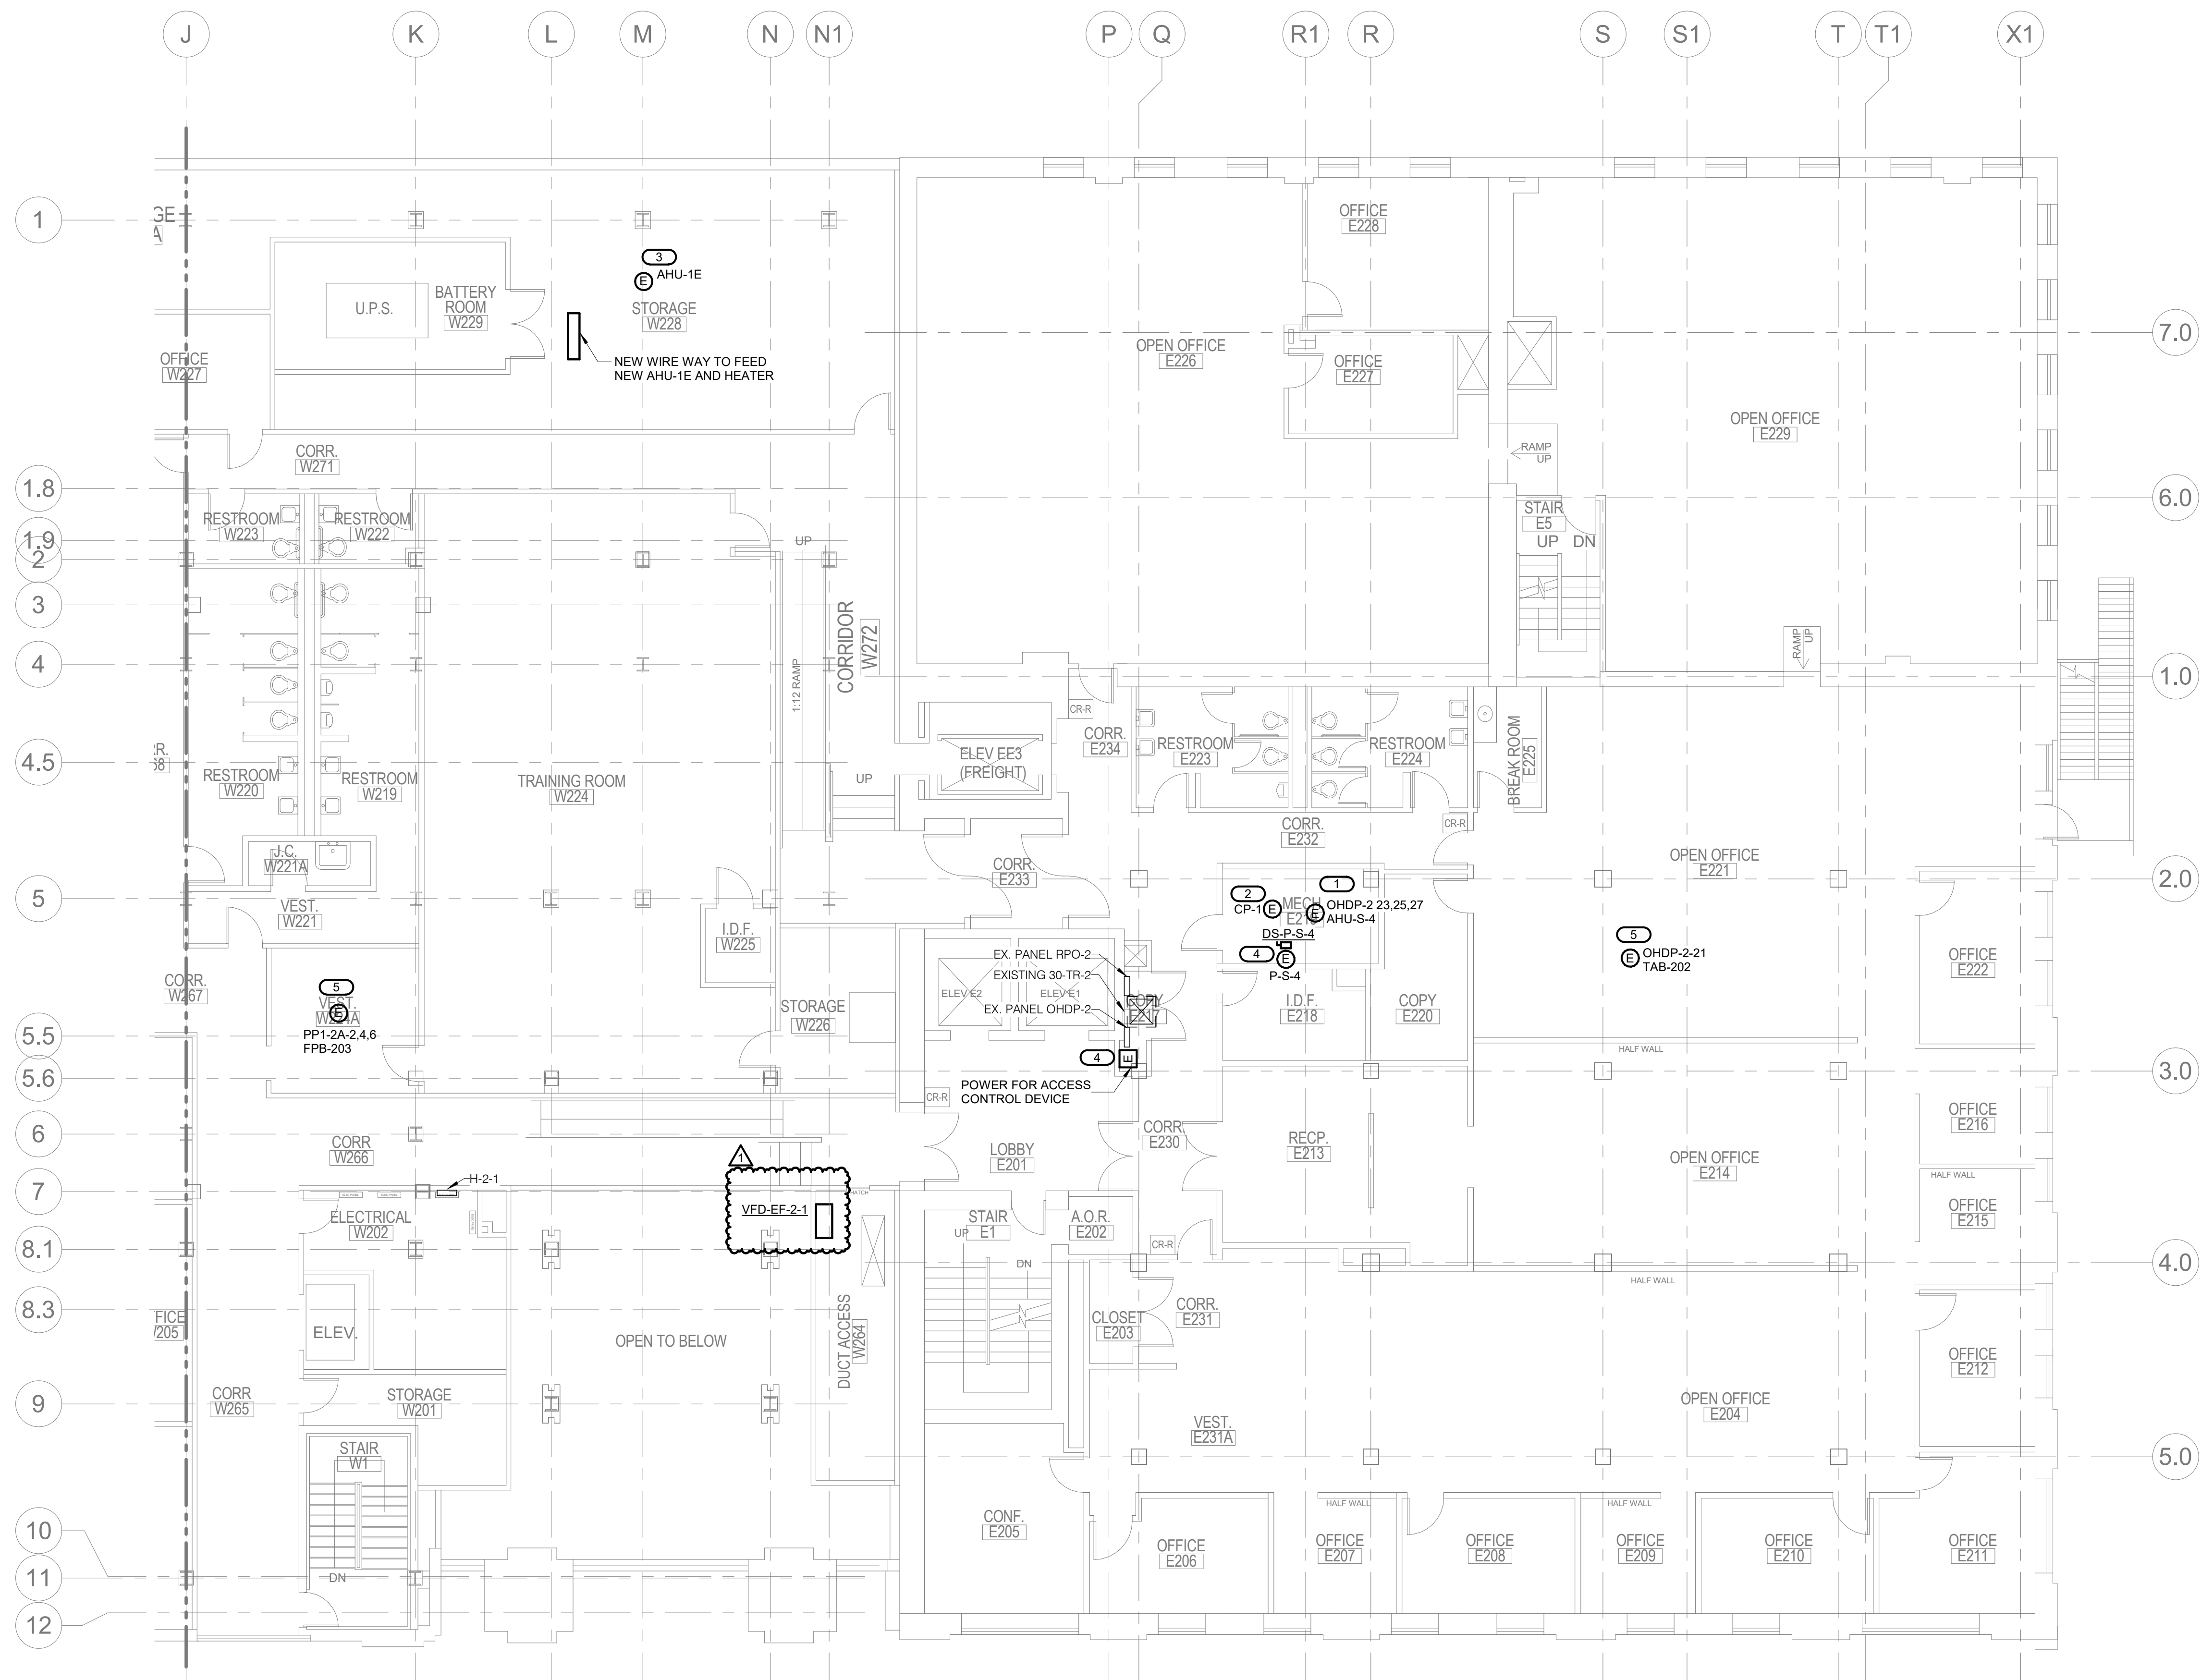 J
K
L
M
N
N1
P
Q
R1
R
S
S1
T
T1
X1
1
1.8
1.9
2
3
4
4.5
5
5.5
5.6
6
7
8.1
8.3
9
10
11
12
7.0
6.0
1.0
2.0
3.0
4.0
5.0
GE
A
3
E
AHU-1E
U.P.S.
BATTERY
ROOM
W229
STORAGE
W228
NEW WIRE WAY TO FEED
NEW AHU-1E AND HEATER
OFFICE
W227
CORR.
W271
RESTROOM
W223
RESTROOM
W222
UP
1:12 RAMP
CORRIDOR
W272
UP
R.
68
RESTROOM
W220
RESTROOM
W219
TRAINING ROOM
W224
J.C.
W221A
VEST.
W221
I.D.F.
W225
CORR.
W267
5
VEST.
W221A
E
PP1-2A-2,4,6
FPB-203
STORAGE
W226
CORR
W266
H-2-1
ELECTRICAL
W202
1
VFD-EF-2-1
HATCH
ELEV.
OPEN TO BELOW
DUCT ACCESS
W264
FICE
W205
CORR
W265
STORAGE
W201
STAIR
W1
DN
OFFICE
E228
OPEN OFFICE
E226
OFFICE
E227
OPEN OFFICE
E229
RAMP
UP
STAIR
E5
UP
DN
RAMP
UP
CR-R
CORR.
E234
ELEV EE3
(FREIGHT)
RESTROOM
E223
RESTROOM
E224
BREAK ROOM
E225
CR-R
CORR.
E232
CORR.
E233
OPEN OFFICE
E221
2
CP-1
E
MECH
E219
1
E
OHDP-2 23,25,27
AHU-S-4
DS-P-S-4
4
E
P-S-4
5
E
OHDP-2-21
TAB-202
OFFICE
E222
EX. PANEL RPO-2
EXISTING 30-TR-2
EX. PANEL OHDP-2
ELEV E2
ELEV E1
COPY
E217
I.D.F.
E218
COPY
E220
4
E
POWER FOR ACCESS
CONTROL DEVICE
CR-R
HALF WALL
LOBBY
E201
CORR.
E230
RECP.
E213
OPEN OFFICE
E214
OFFICE
E216
HALF WALL
OFFICE
E215
STAIR
E1
UP
A.O.R.
E202
CR-R
DN
HALF WALL
CLOSET
E203
CORR.
E231
OFFICE
E212
VEST.
E231A
OPEN OFFICE
E204
CONF.
E205
OFFICE
E206
HALF WALL
OFFICE
E207
OFFICE
E208
HALF WALL
OFFICE
E209
OFFICE
E210
OFFICE
E211